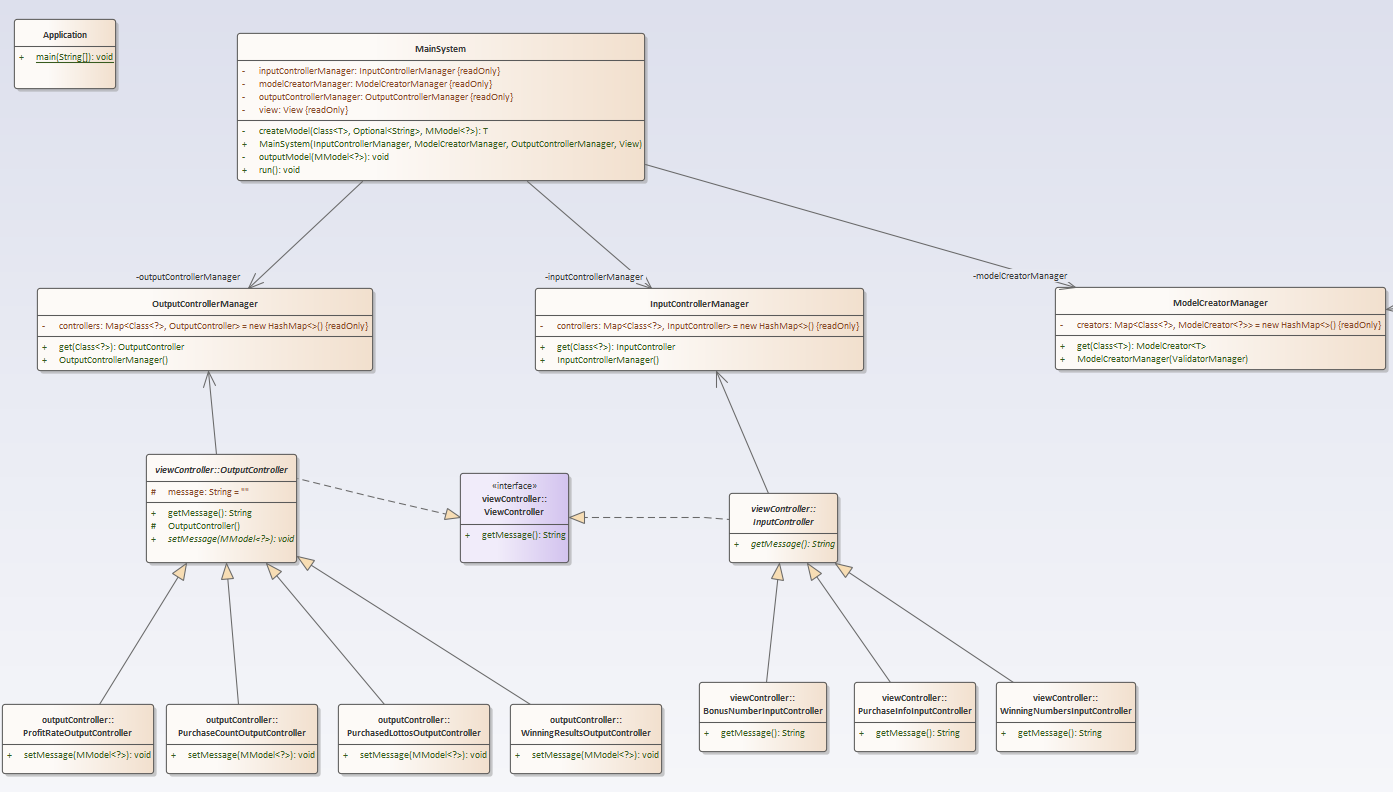 Application
+ main(String[]): void
MainSystem
- inputControllerManager: InputControllerManager {readOnly}
- modelCreatorManager: ModelCreatorManager {readOnly}
- outputControllerManager: OutputControllerManager {readOnly}
- view: View {readOnly}
- createModel(Class<T>, Optional<String>, MModel<?>): T
+ MainSystem(InputControllerManager, ModelCreatorManager, OutputControllerManager, View)
- outputModel(MModel<?>): void
+ run(): void
-outputControllerManager
-inputControllerManager
-modelCreatorManager
OutputControllerManager
- controllers: Map<Class<?>, OutputController> = new HashMap<>() {readOnly}
+ get(Class<?>): OutputController
+ OutputControllerManager()
InputControllerManager
- controllers: Map<Class<?>, InputController> = new HashMap<>() {readOnly}
+ get(Class<?>): InputController
+ InputControllerManager()
ModelCreatorManager
- creators: Map<Class<?>, ModelCreator<?>> = new HashMap<>() {readOnly}
+ get(Class<T>): ModelCreator<T>
+ ModelCreatorManager(ValidatorManager)
viewController::OutputController
# message: String = ""
+ getMessage(): String
# OutputController()
+ setMessage(MModel<?>): void
«interface»
viewController::
ViewController
+ getMessage(): String
viewController::
InputController
+ getMessage(): String
outputController::
ProfitRateOutputController
+ setMessage(MModel<?>): void
outputController::
PurchaseCountOutputController
+ setMessage(MModel<?>): void
outputController::
PurchasedLottosOutputController
+ setMessage(MModel<?>): void
outputController::
WinningResultsOutputController
+ setMessage(MModel<?>): void
viewController::
BonusNumberInputController
+ getMessage(): String
viewController::
PurchaseInfoInputController
+ getMessage(): String
viewController::
WinningNumbersInputController
+ getMessage(): String